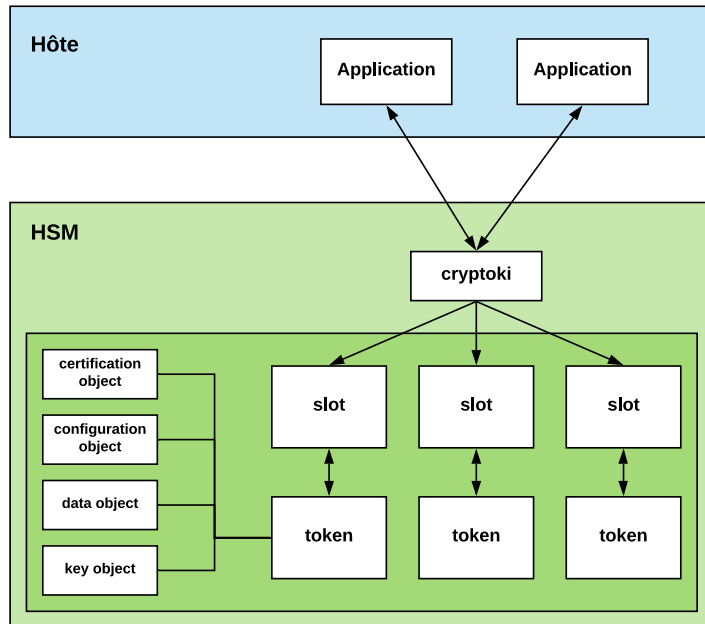 Hôte
Application
Application
HSM
cryptoki
certification
object
configuration
object
data object
key object
slot
slot
slot
token
token
token